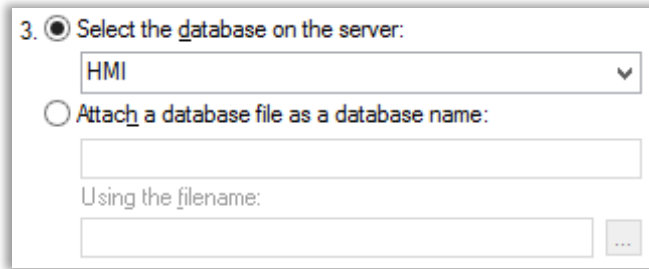 3. Select the database on the server:
HMI
Attach a database file as a database name:
Using the filename:
...